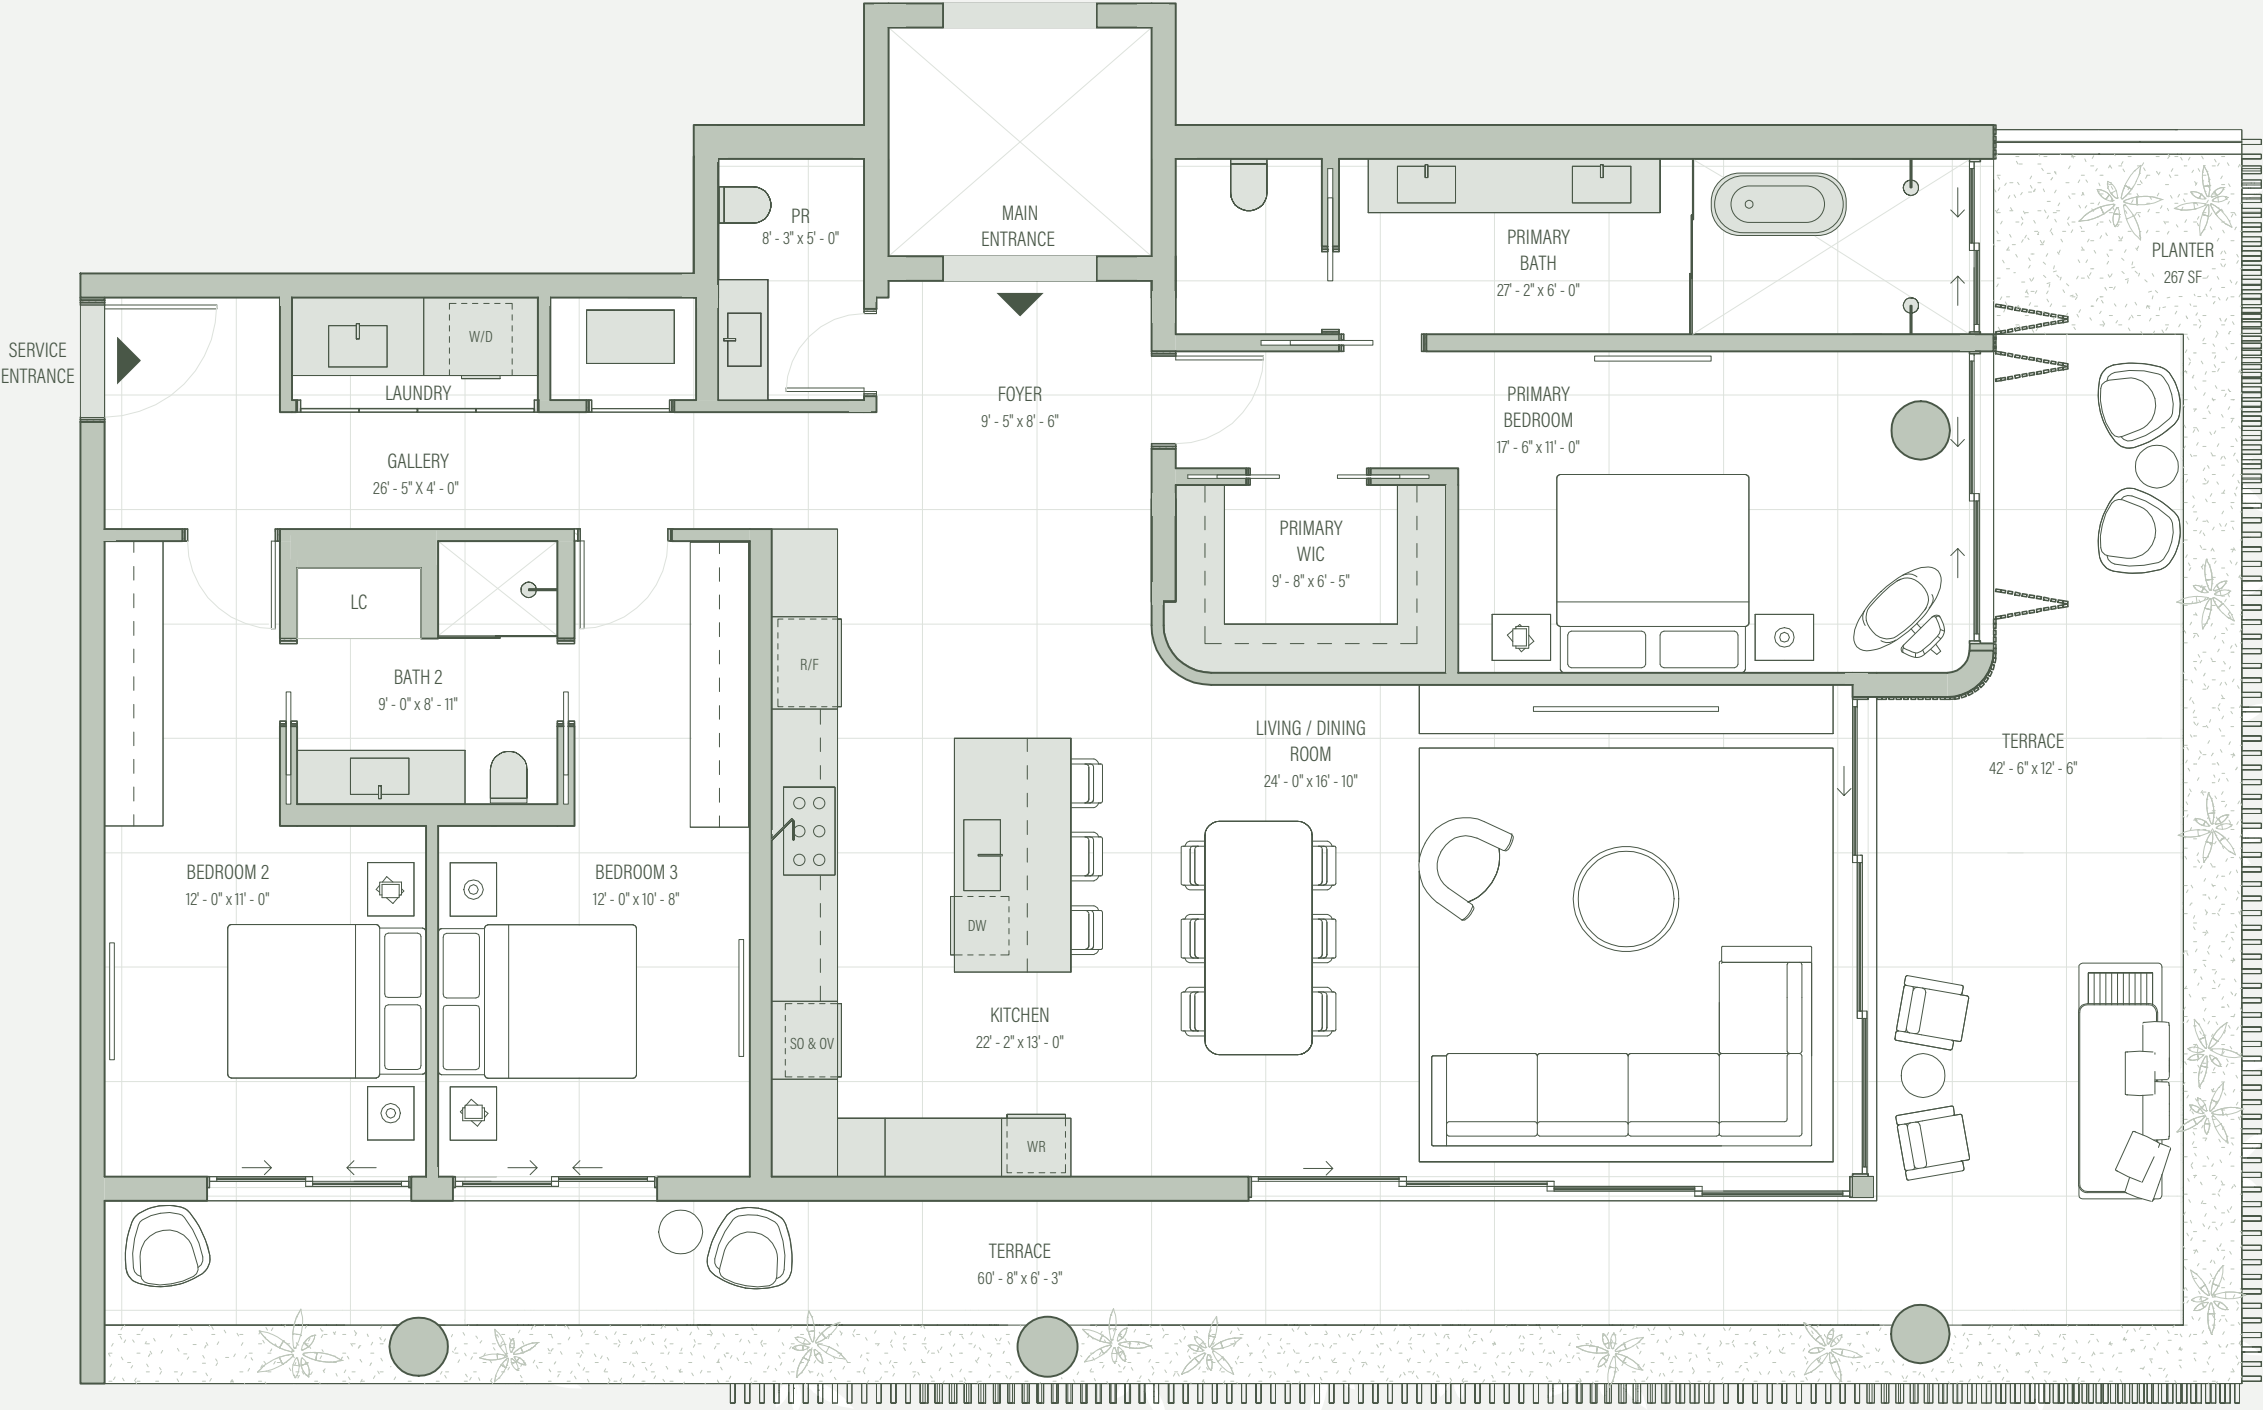 MAIN
ENTRANCE
PR
8' - 3" x 5' - 0"
PRIMARY
BATH
27' - 2" x 6' - 0"
PLANTER
267 SF
SERVICE
ENTRANCE
W/D
LAUNDRY
FOYER
9' - 5" x 8' - 6"
PRIMARY
BEDROOM
17' - 6" x 11' - 0"
GALLERY
26' - 5" X 4' - 0"
PRIMARY
WIC
9' - 8" x 6' - 5"
LC
BATH 2
9' - 0" x 8' - 11"
R/F
LIVING / DINING
ROOM
24' - 0" x 16' - 10"
TERRACE
42' - 6" x 12' - 6"
BEDROOM 2
12' - 0" x 11' - 0"
BEDROOM 3
12' - 0" x 10' - 8"
DW
KITCHEN
22' - 2" x 13' - 0"
SO & OV
WR
TERRACE
60' - 8" x 6' - 3"